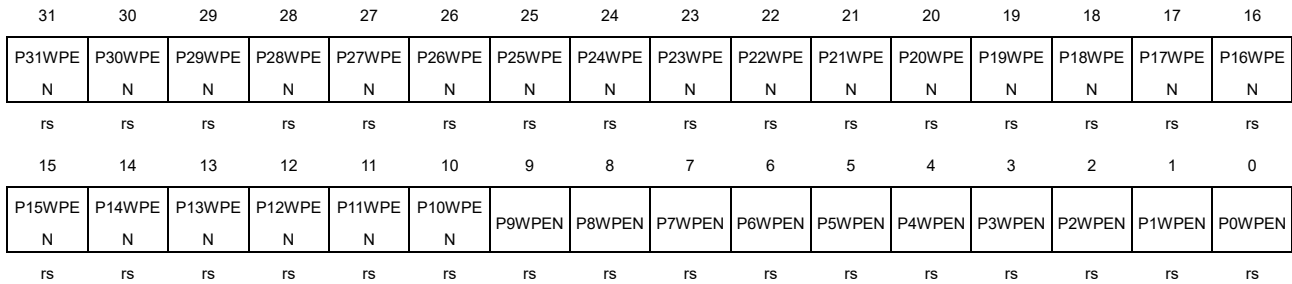 31 30 29 28 27 26 25 24 23 22 21 20 19 18 17 16
P31WPE P30WPE P29WPE P28WPE P27WPE P26WPE P25WPE P24WPE P23WPE P22WPE P21WPE P20WPE P19WPE P18WPE P17WPE P16WPE
N N N N N N N N N N N N N N N N
rs rs rs rs rs rs rs rs rs rs rs rs rs rs rs rs
15 14 13 12 11 10 9 8 7 6 5 4 3 2 1 0
P15WPE P14WPE P13WPE P12WPE P11WPE P10WPE P9WPEN P8WPEN P7WPEN P6WPEN P5WPEN P4WPEN P3WPEN P2WPEN P1WPEN P0WPEN
N N N N N N
rs rs rs rs rs rs rs rs rs rs rs rs rs rs rs rs